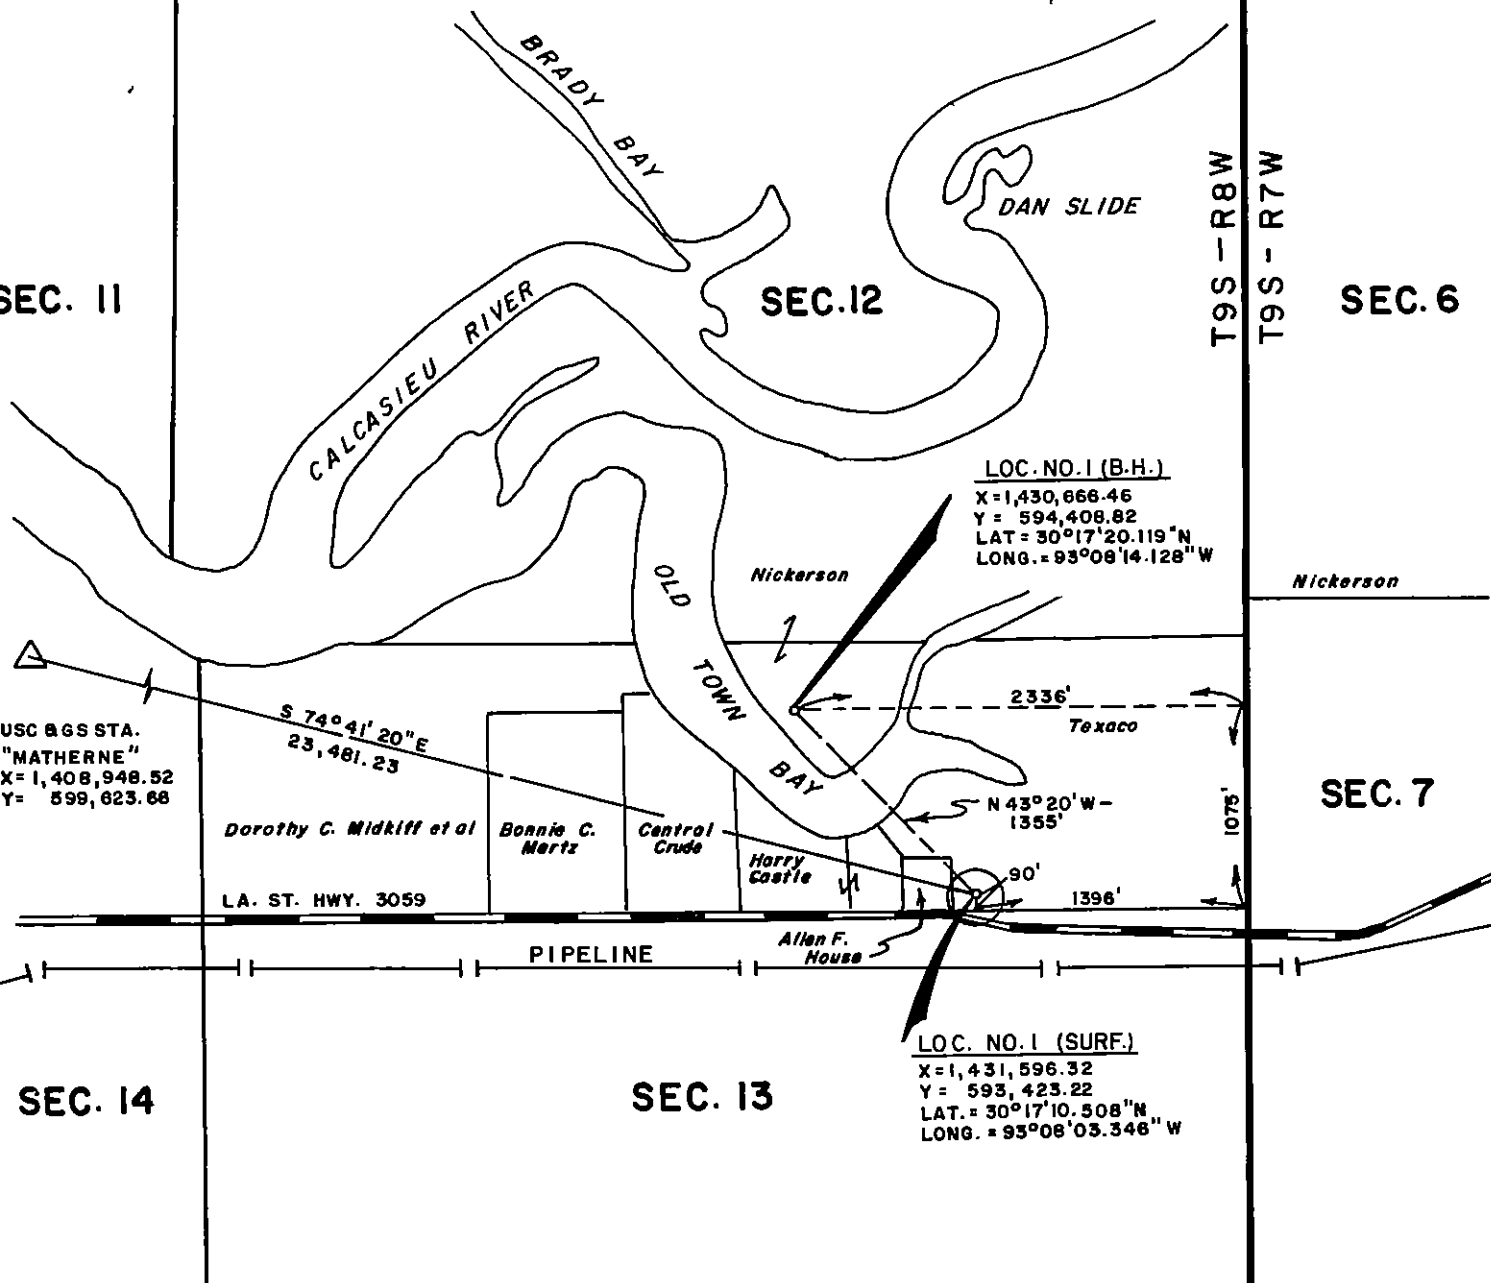 BRADY BAY
DAN SLIDE
T9S - R8W
T9S - R7W
SEC. 11
SEC.12
SEC. 6
CALCASIEU RIVER
LOC. NO. 1 (B.H.)
X = 1,430,666.46
Y = 594,408.82
LAT = 30°17'20.119"N
LONG. = 93°08'14.128" W
Nickerson
Nickerson
OLD TOWN BAY
2336'
Texaco
S 74°41'20"E
23,481.23
USC & GS STA.
"MATHERNE"
X= 1,408,948.52
Y= 599,623.68
N 43°20'W -
1355'
1075'
SEC. 7
Dorothy C. Midkiff et al
Bonnie C.
Martz
Central
Crude
Harry
Castle
90'
1396'
LA. ST. HWY. 3059
Allen F.
House
PIPELINE
LOC. NO. 1 (SURF.)
X = 1,431,596.32
Y = 593,423.22
LAT. = 30°17'10.508"N
LONG. = 93°08'03.346" W
SEC. 14
SEC. 13